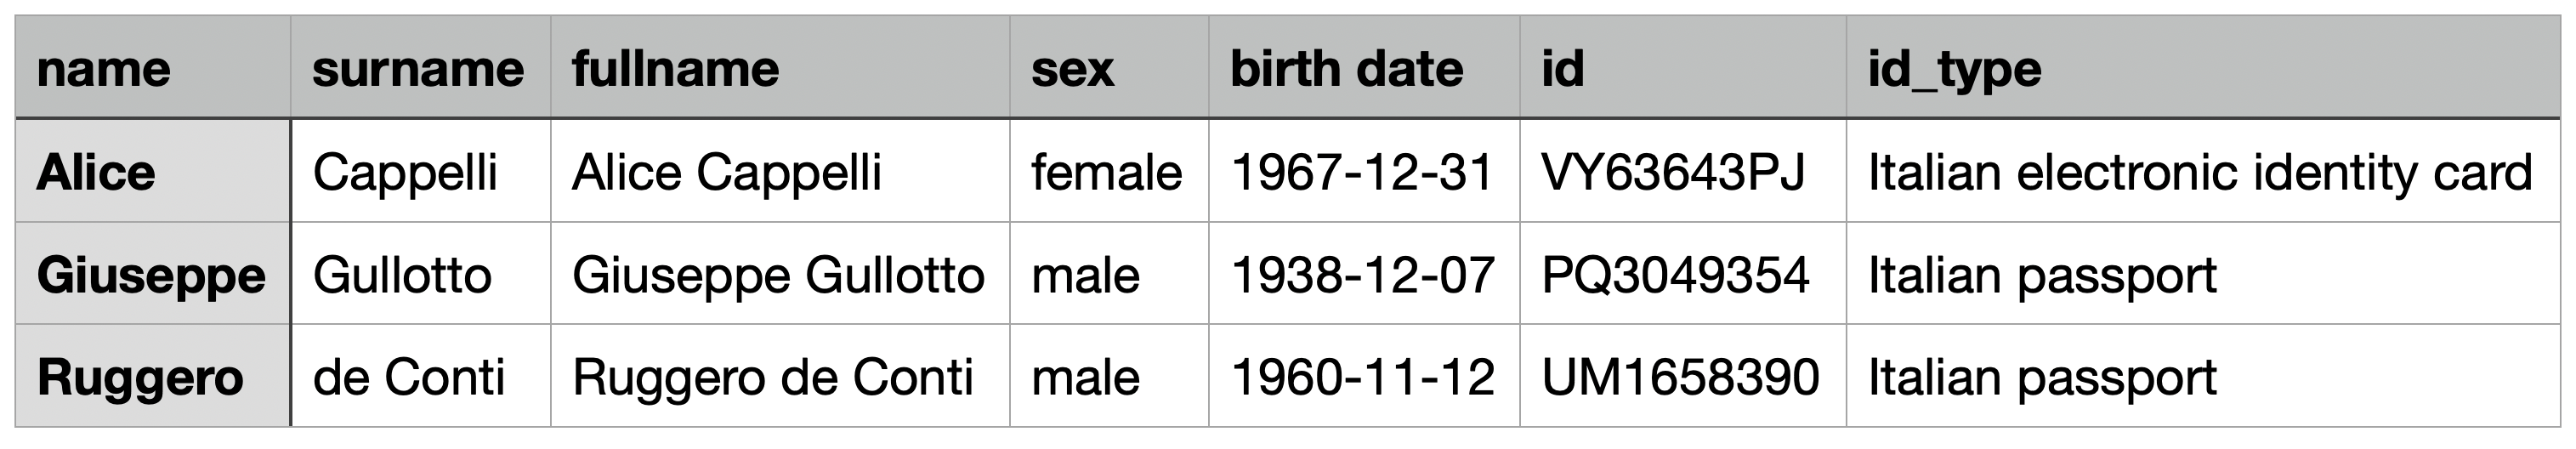 name surname fullname sex birth date id id_type
Alice Cappelli Alice Cappelli female 1967-12-31 VY63643PJ Italian electronic identity card
Giuseppe Gullotto Giuseppe Gullotto male 1938-12-07 PQ3049354 Italian passport
Ruggero de Conti Ruggero de Conti male 1960-11-12 UM1658390 Italian passport